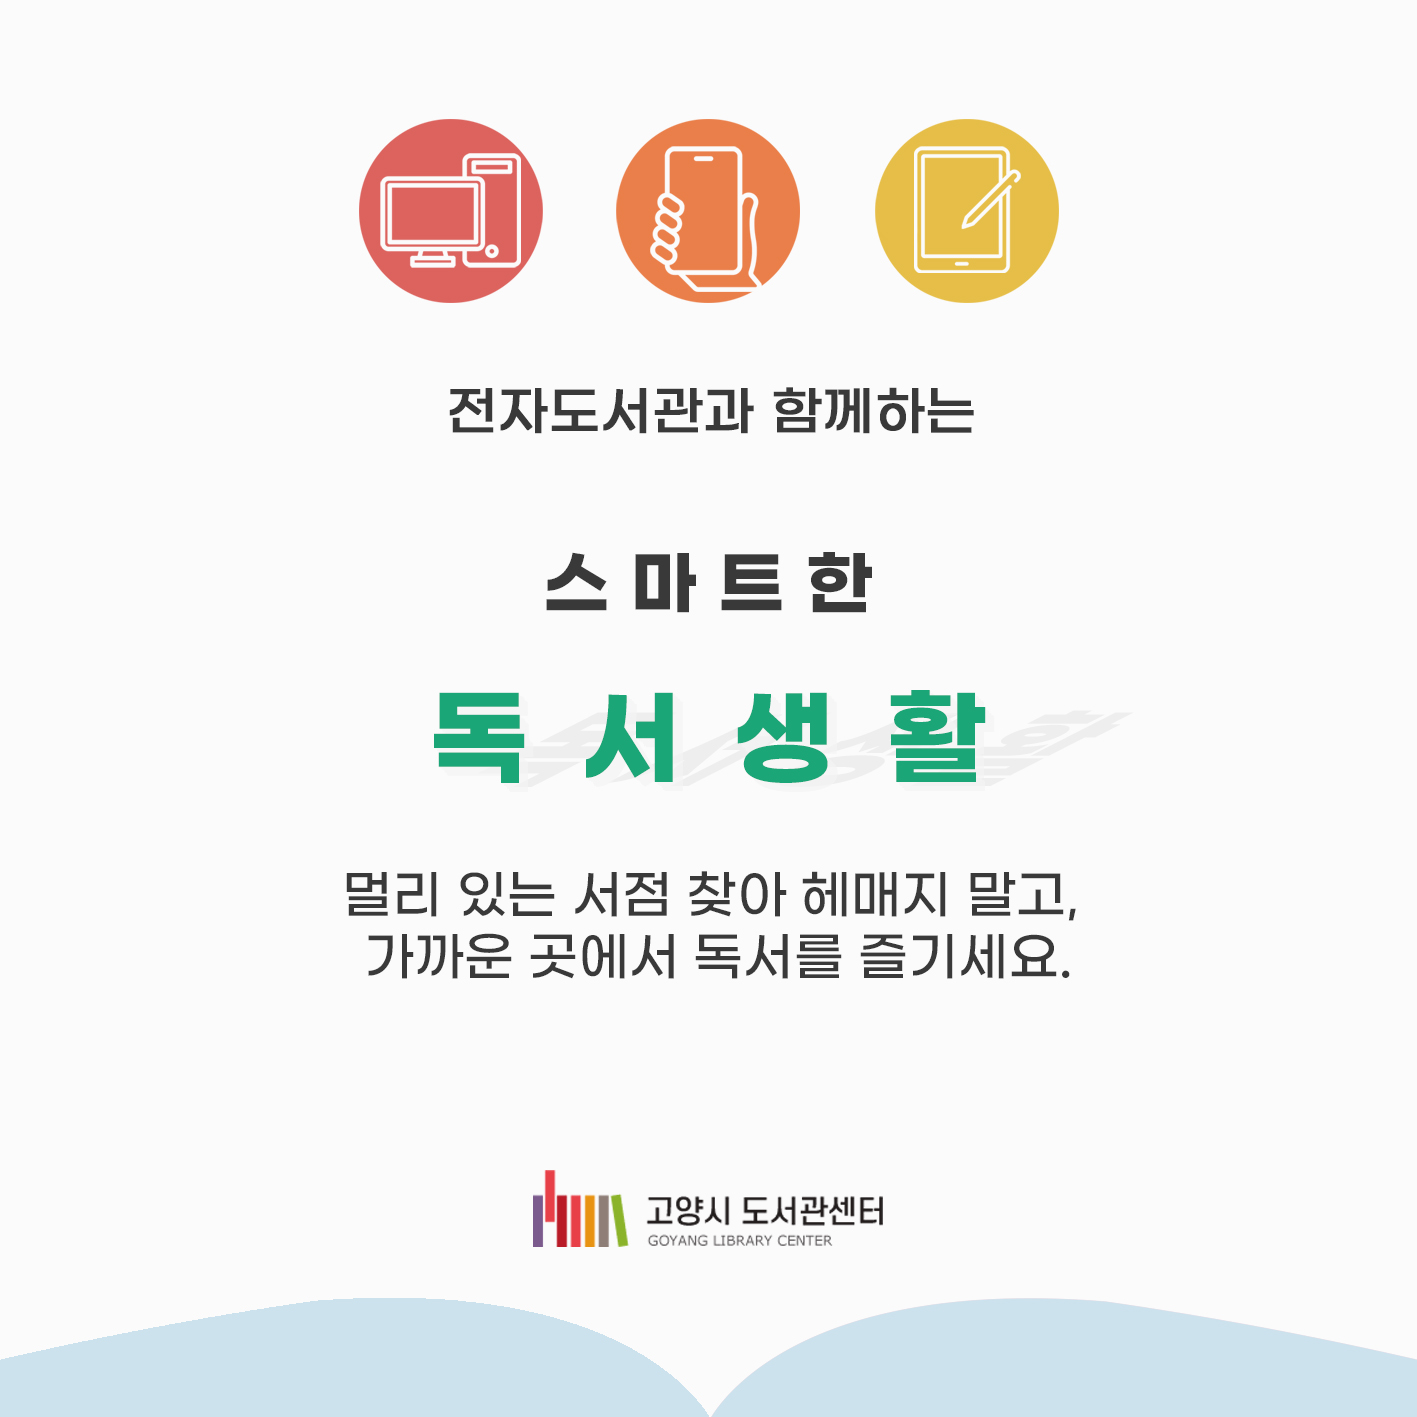 전자도서관과 함께하는
스마트한
독서생활
멀리 있는 서점 찾아 헤매지 말고,
가까운 곳에서 독서를 즐기세요.
고양시 도서관센터
GOYANG LIBRARY CENTER